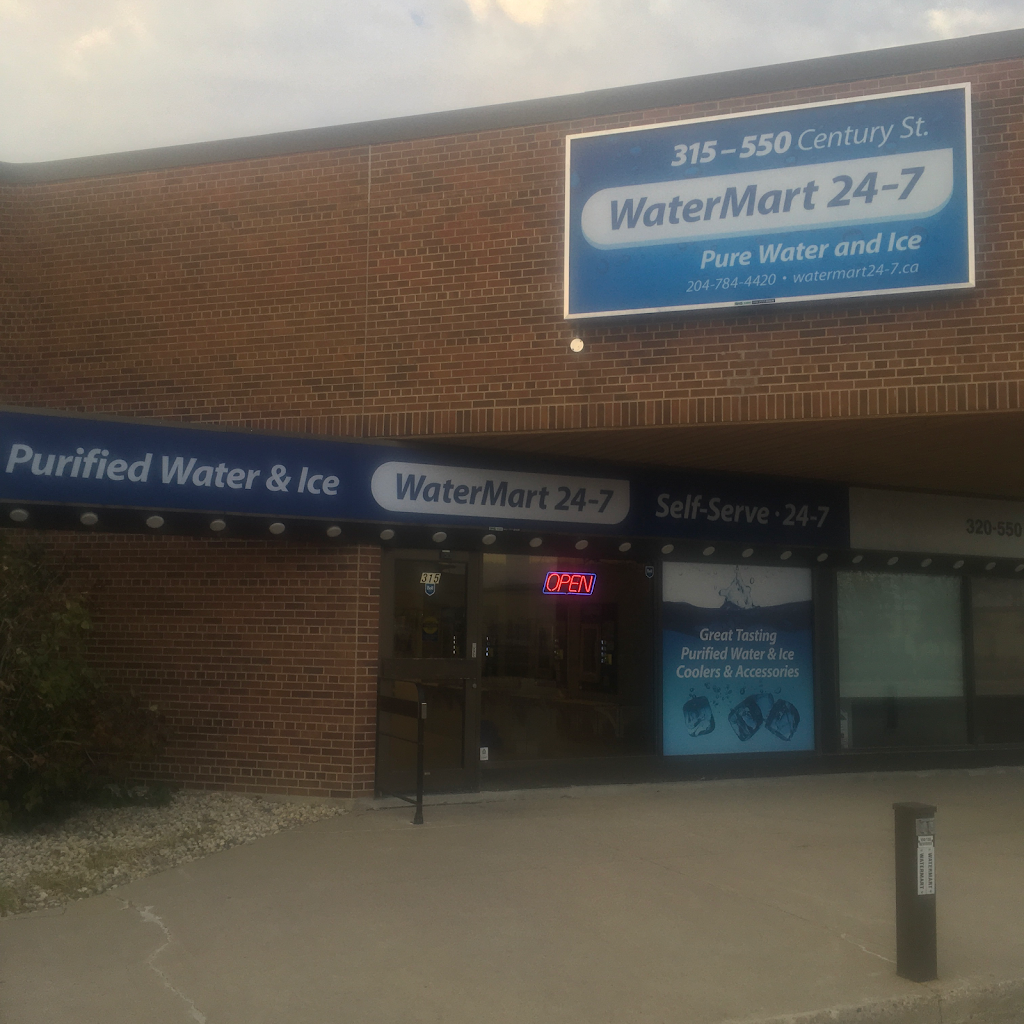 315–550 Century St.
WaterMart 24-7
Pure Water and Ice
204-784-4420 • watermart24-7.ca
Purified Water & Ice
WaterMart 24-7
Self-Serve · 24-7
320-550
315
OPEN
Great Tasting
Purified Water & Ice
Coolers & Accessories
WATERMART
WATERMART